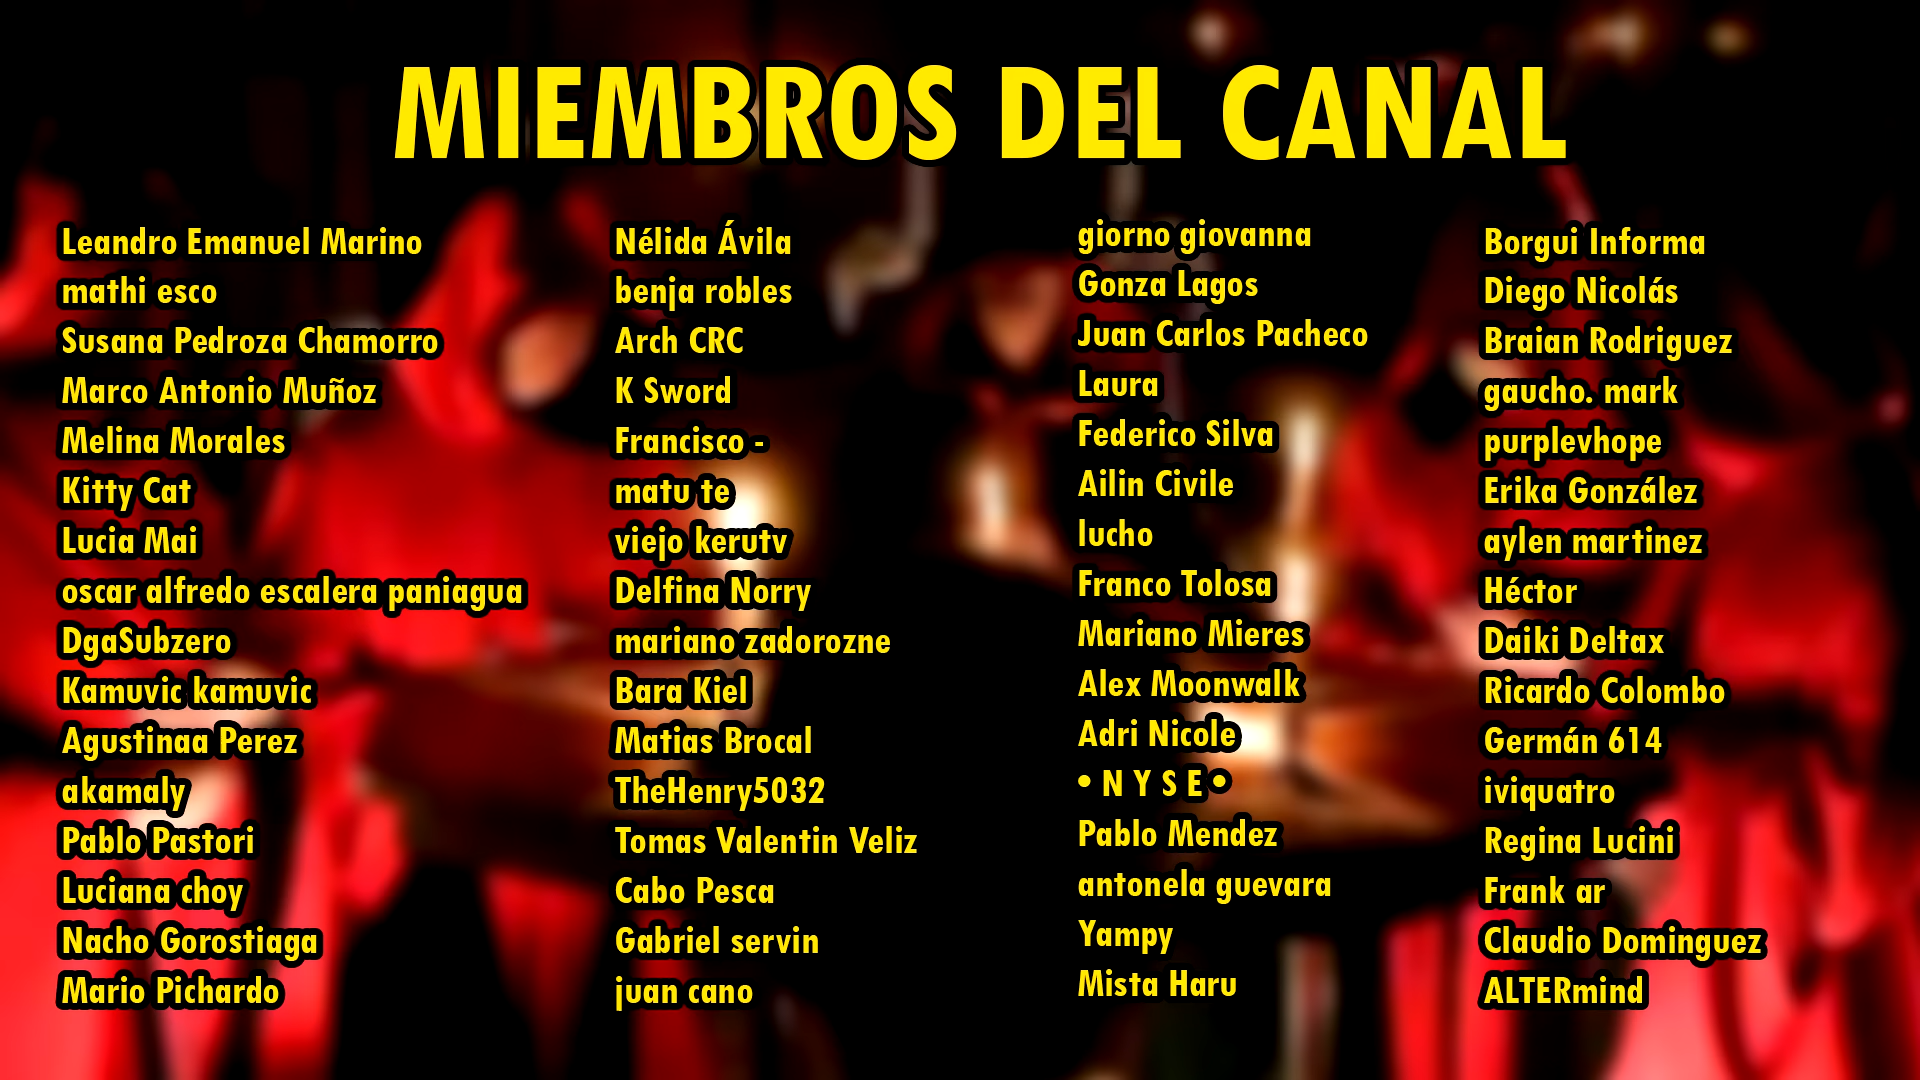 MIEMBROS DEL CANAL
Leandro Emanuel Marino
mathi esco
Susana Pedroza Chamorro
Marco Antonio Muñoz
Melina Morales
Kitty Cat
Lucia Mai
oscar alfredo escalera paniagua
DgaSubzero
Kamuvic kamuvic
Agustinaa Perez
akamaly
Pablo Pastori
Luciana choy
Nacho Gorostiaga
Mario Pichardo
Nélida Ávila
benja robles
Arch CRC
K Sword
Francisco -
matu te
viejo kerutv
Delfina Norry
mariano zadorozne
Bara Kiel
Matias Brocal
TheHenry5032
Tomas Valentin Veliz
Cabo Pesca
Gabriel servin
juan cano
giorno giovanna
Gonza Lagos
Juan Carlos Pacheco
Laura
Federico Silva
Ailin Civile
lucho
Franco Tolosa
Mariano Mieres
Alex Moonwalk
Adri Nicole
• N Y S E •
Pablo Mendez
antonela guevara
Yampy
Mista Haru
Borgui Informa
Diego Nicolás
Braian Rodriguez
gaucho. mark
purplevhope
Erika González
aylen martinez
Héctor
Daiki Deltax
Ricardo Colombo
Germán 614
iviquatro
Regina Lucini
Frank ar
Claudio Dominguez
ALTERmind